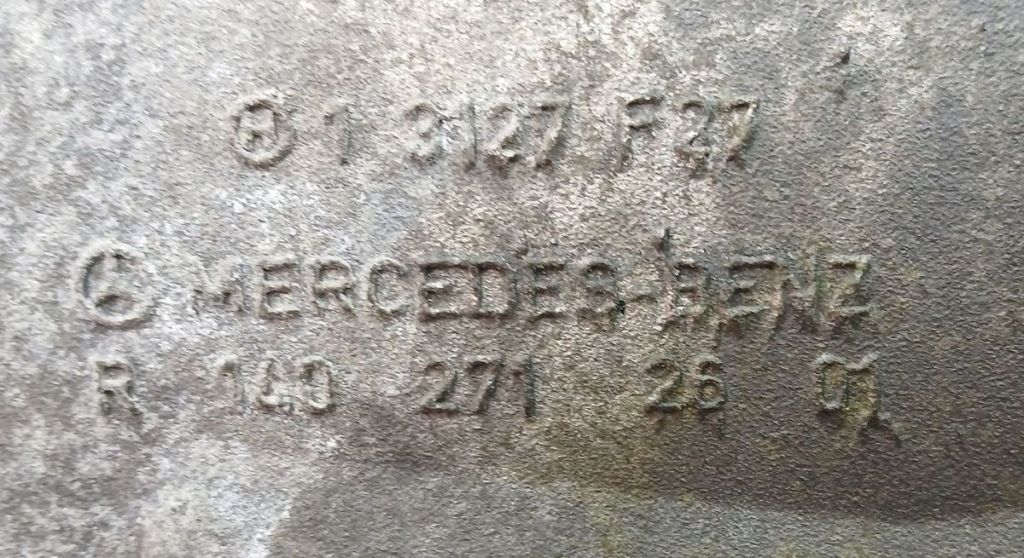 Ⓗ 1 3127 F27
MERCEDES-BENZ
R 140 271 26 01